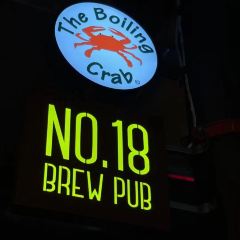 The Boiling
Crab
NO.18
BREW PUB